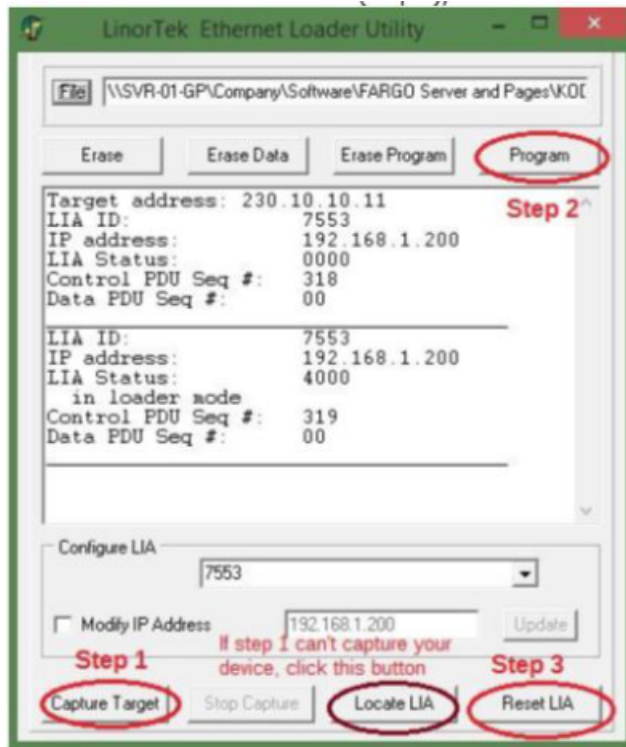 LinorTek Ethernet Loader Utility
File \\SVR-01-GP\Company\Software\FARGO Server and Pages\KOD
Erase Erase Data Erase Program Program
Step 2
Target address: 230.10.10.11
LIA ID: 7553
IP address: 192.168.1.200
LIA Status: 0000
Control PDU Seq #: 318
Data PDU Seq #: 00
LIA ID: 7553
IP address: 192.168.1.200
LIA Status: 4000
in loader mode
Control PDU Seq #: 319
Data PDU Seq #: 00
Configure LIA
7553
Modify IP Address 192.168.1.200 Update
Step 1
If step 1 can't capture your
device, click this button
Step 3
Capture Target Stop Capture Locate LIA Reset LIA